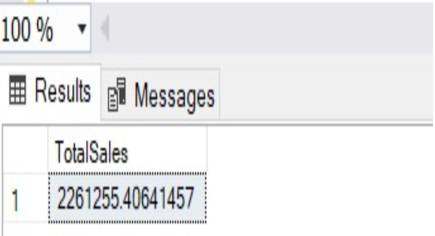 100 %
Results Messages
TotalSales
1 2261255.40641457